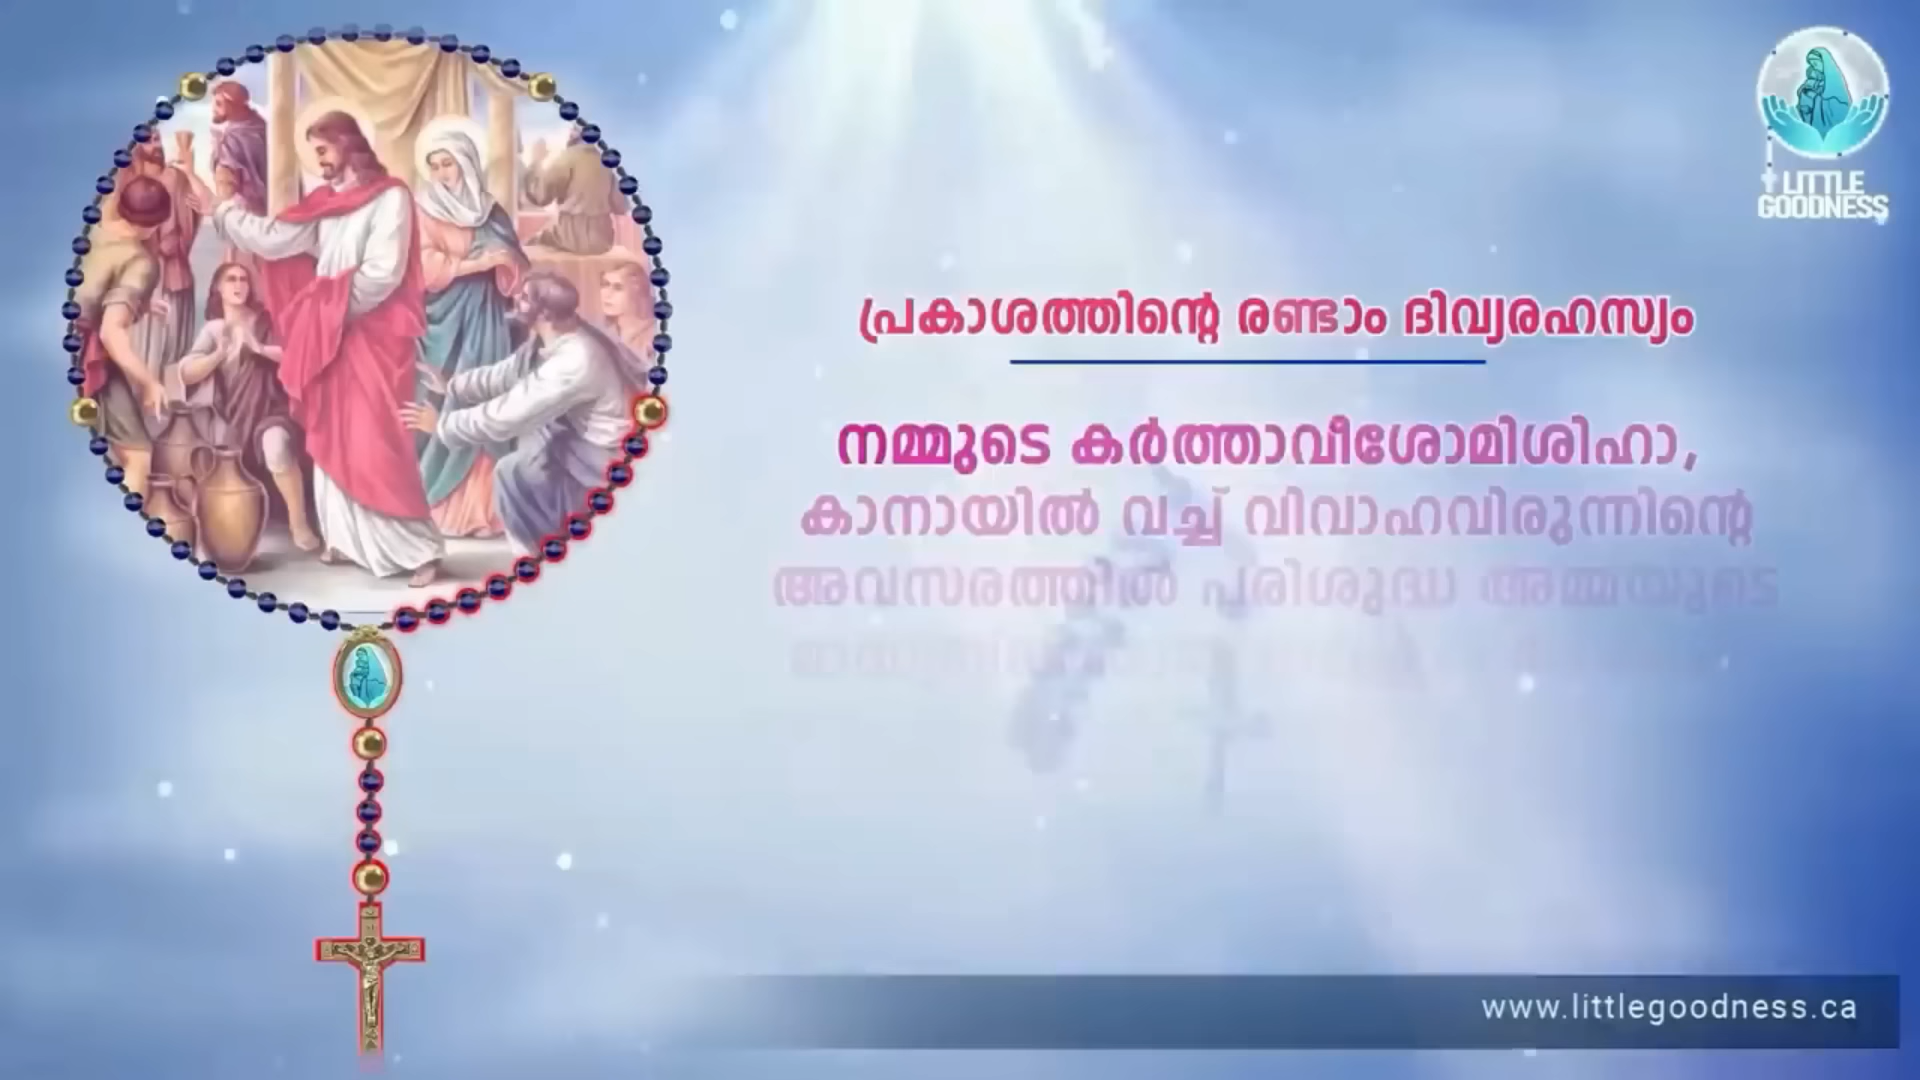 LITTLE
GOODNESS
പ്രകാശത്തിന്റെ രണ്ടാം ദിവ്യരഹസ്യം
നമ്മുടെ കർത്താവീശോമിശിഹാ,
കാനായിൽ വച്ച് വിവാഹവിരുന്നിന്റെ
അവസരത്തിൽ പരിശുദ്ധ അമ്മയുടെ
www.littlegoodness.ca